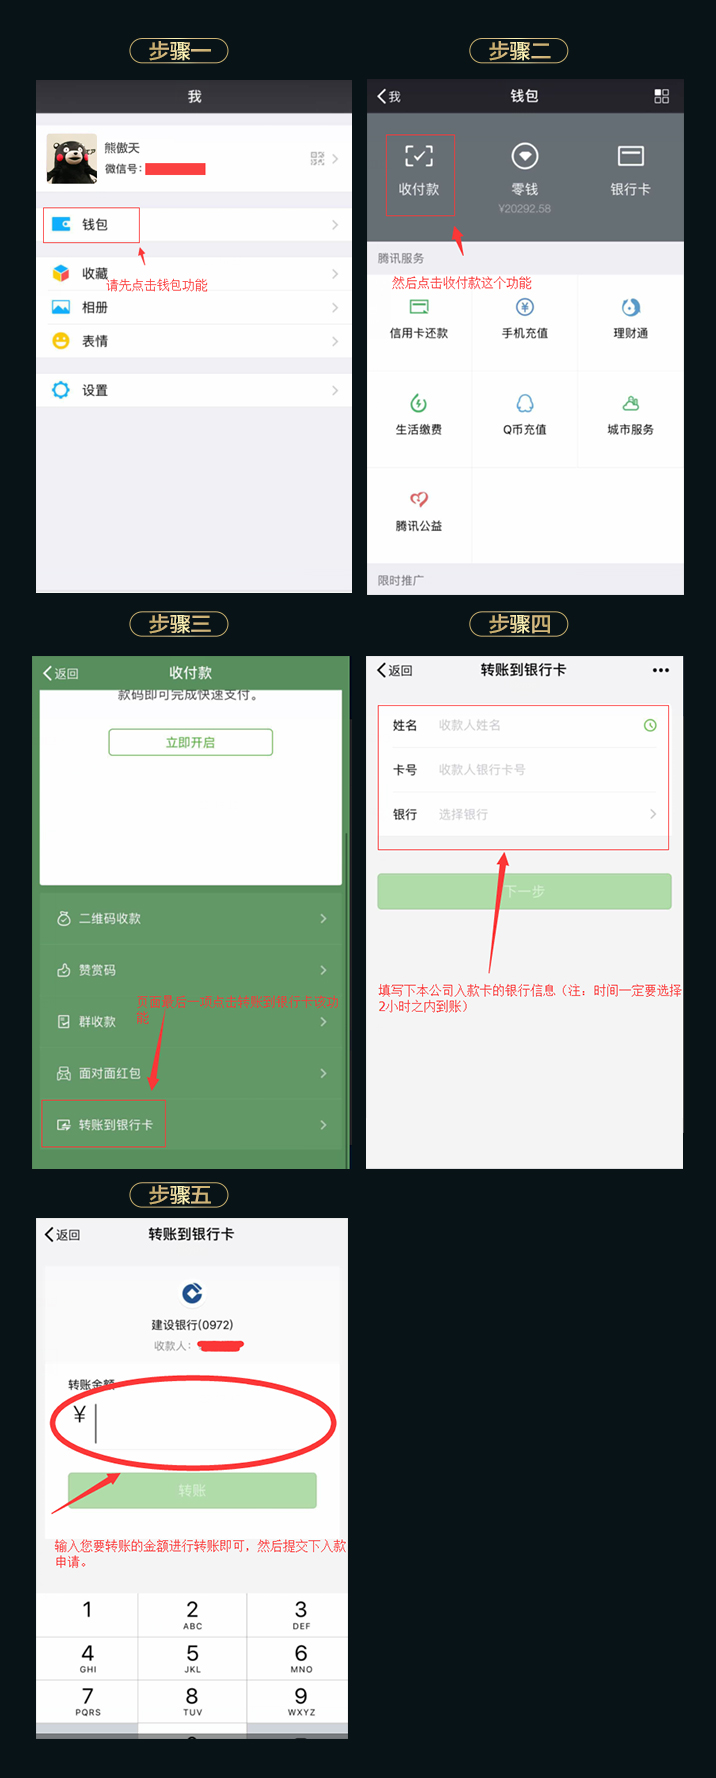 步骤一
我
熊傲天
微信号:
钱包
请先点击钱包功能
收藏
相册
表情
设置
步骤二
我
钱包
收付款
零钱
银行卡
¥20292.58
腾讯服务
然后点击收付款这个功能
信用卡还款
手机充值
理财通
生活缴费
Q币充值
城市服务
腾讯公益
限时推广
步骤三
返回
收付款
款码即可完成快速支付。
立即开启
二维码收款
赞赏码
页面最后一项点击转账到银行卡该功
能
群收款
面对面红包
转账到银行卡
步骤四
返回
转账到银行卡
姓名
收款人姓名
卡号
收款人银行卡号
银行
选择银行
下一步
填写下本公司入款卡的银行信息（注：时间一定要选择
2小时之内到账）
步骤五
返回
转账到银行卡
建设银行(0972)
收款人:
转账金额
¥
转账
输入您要转账的金额进行转账即可，然后提交下入款
申请。
1
2
3
ABC
DEF
4
5
6
GHI
JKL
MNO
7
8
9
PQRS
TUV
WXYZ